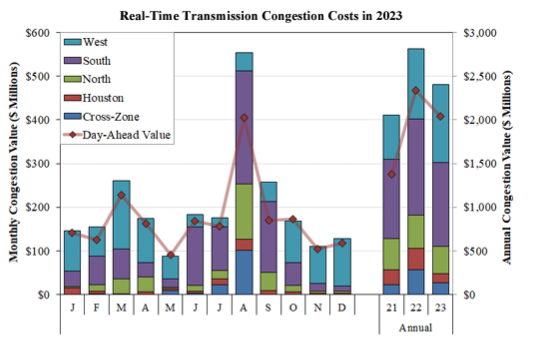 Real-Time Transmission Congestion Costs in 2023
Monthly Congestion Value ($ Millions)
$600
$500
$400
$300
$200
$100
$0
West
South
North
Houston
Cross-Zone
Day-Ahead Value
$3,000
$2,500
$2,000
$1,500
$1,000
$500
$0
Annual Congestion Value ($ Millions)
J F M A M J J A S O N D 21 22 23
Annual